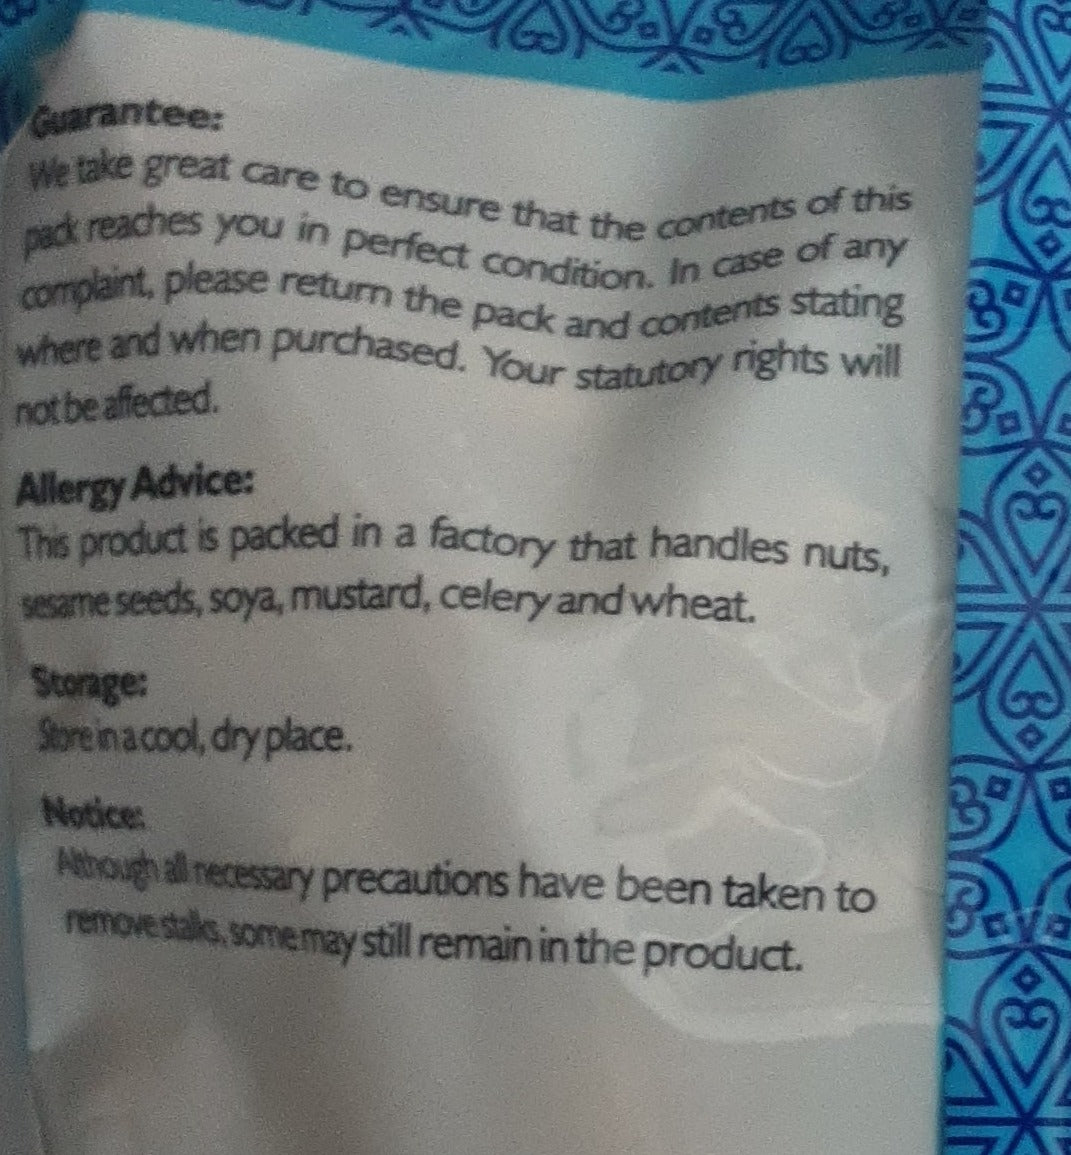 Guarantee:
We take great care to ensure that the contents of this
pack reaches you in perfect condition. In case of any
complaint, please return the pack and contents stating
where and when purchased. Your statutory rights will
not be affected.
Allergy Advice:
This product is packed in a factory that handles nuts,
sesame seeds, soya, mustard, celery and wheat.
Storage:
Store in a cool, dry place.
Notice:
Although all necessary precautions have been taken to
remove stalks, some may still remain in the product.